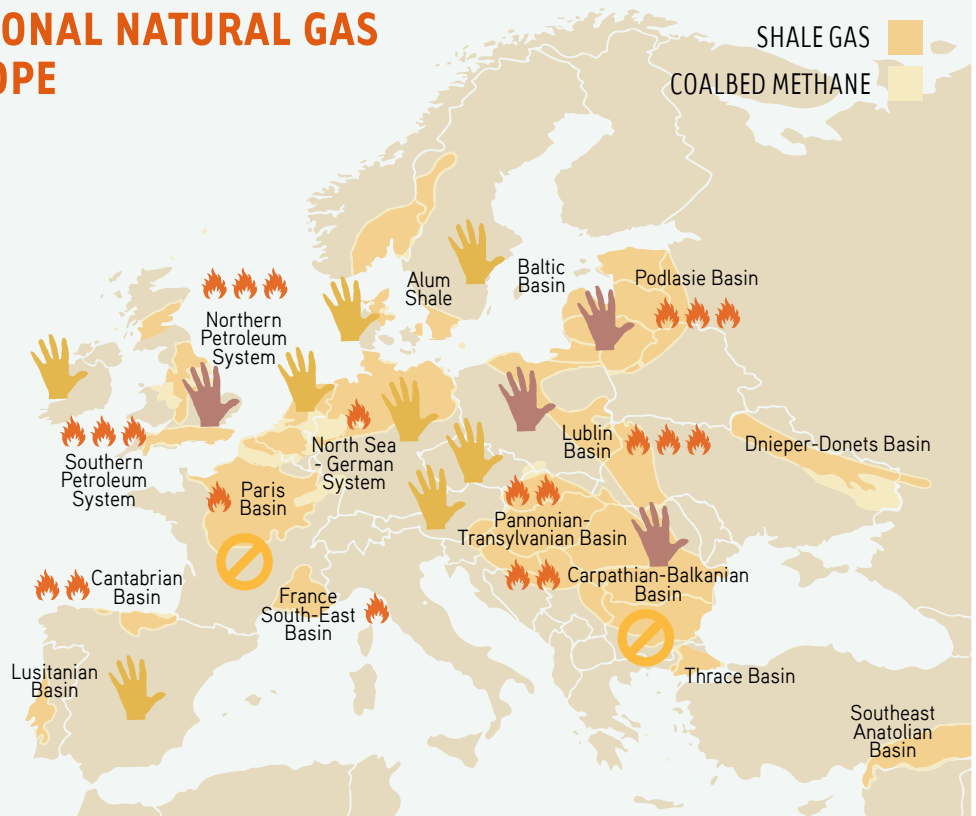 ONAL NATURAL GAS
OPE
SHALE GAS
COALBED METHANE
Alum
Shale
Baltic
Basin
Podlasie Basin
Northern
Petroleum
System
Southern
Petroleum
System
North Sea
- German
System
Lublin
Basin
Dnieper-Donets Basin
Paris
Basin
Pannonian-
Transylvanian Basin
Cantabrian
Basin
France
South-East
Basin
Carpathian-Balkanian
Basin
Lusitanian
Basin
Thrace Basin
Southeast
Anatolian
Basin